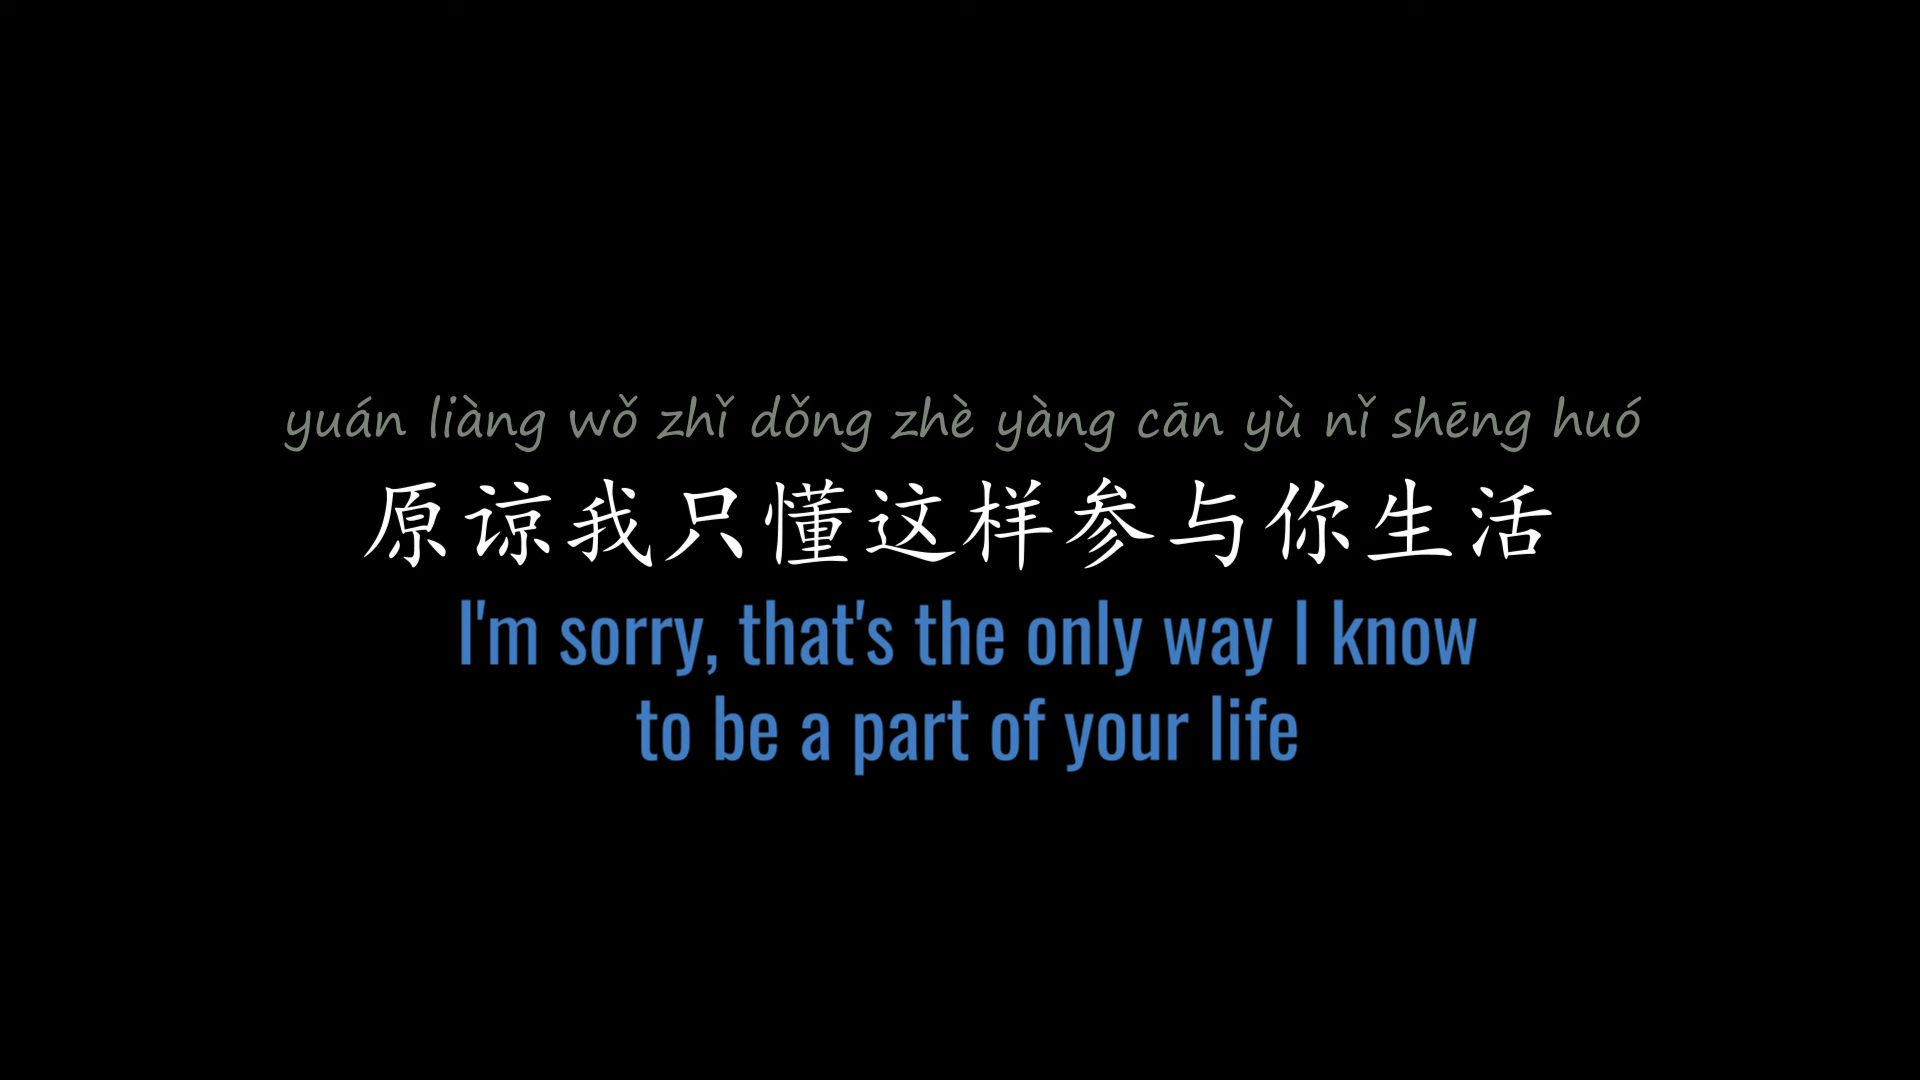 yuán liàng wǒ zhǐ dǒng zhè yàng cān yù nǐ shēng huó
原谅我只懂这样参与你生活
I'm sorry, that's the only way I know
to be a part of your life